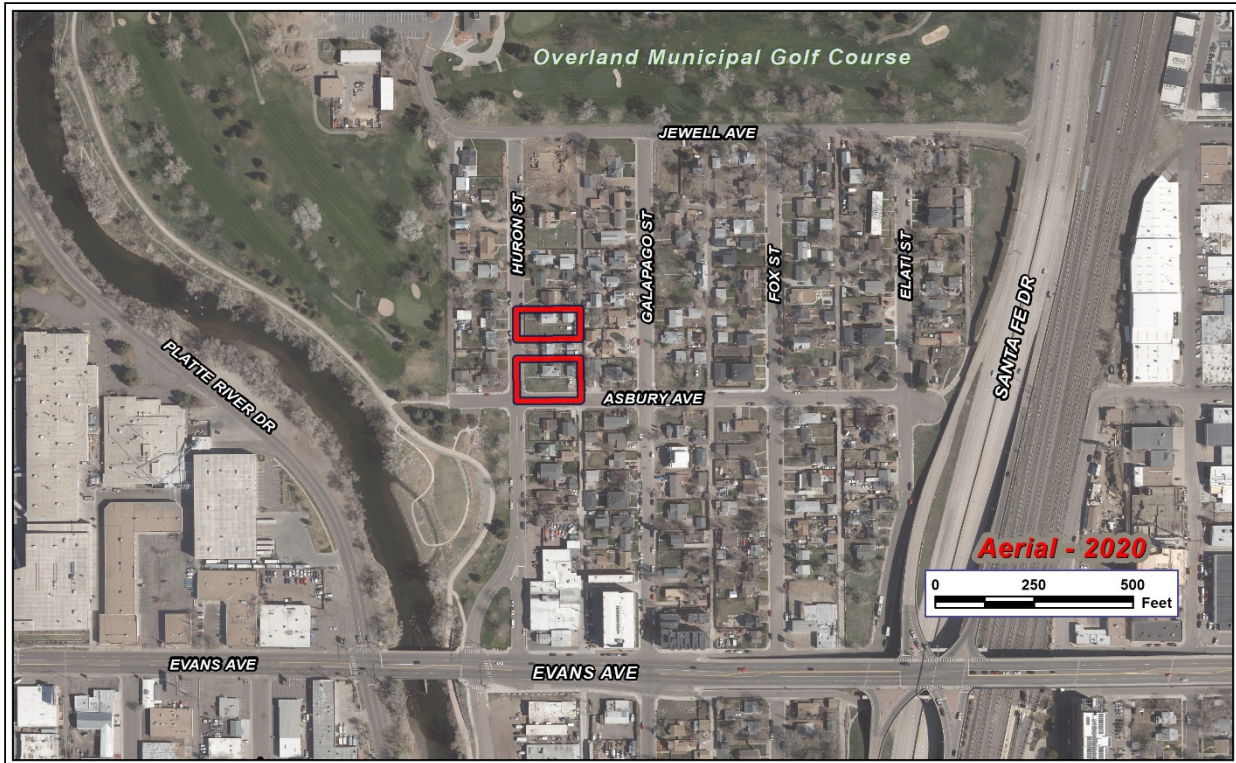 Overland Municipal Golf Course
JEWELL AVE
HURON ST
GALAPAGO ST
FOX ST
ELATI ST
SANTA FE DR
PLATTE RIVER DR
ASBURY AVE
Aerial - 2020
0 250 500
Feet
EVANS AVE
EVANS AVE